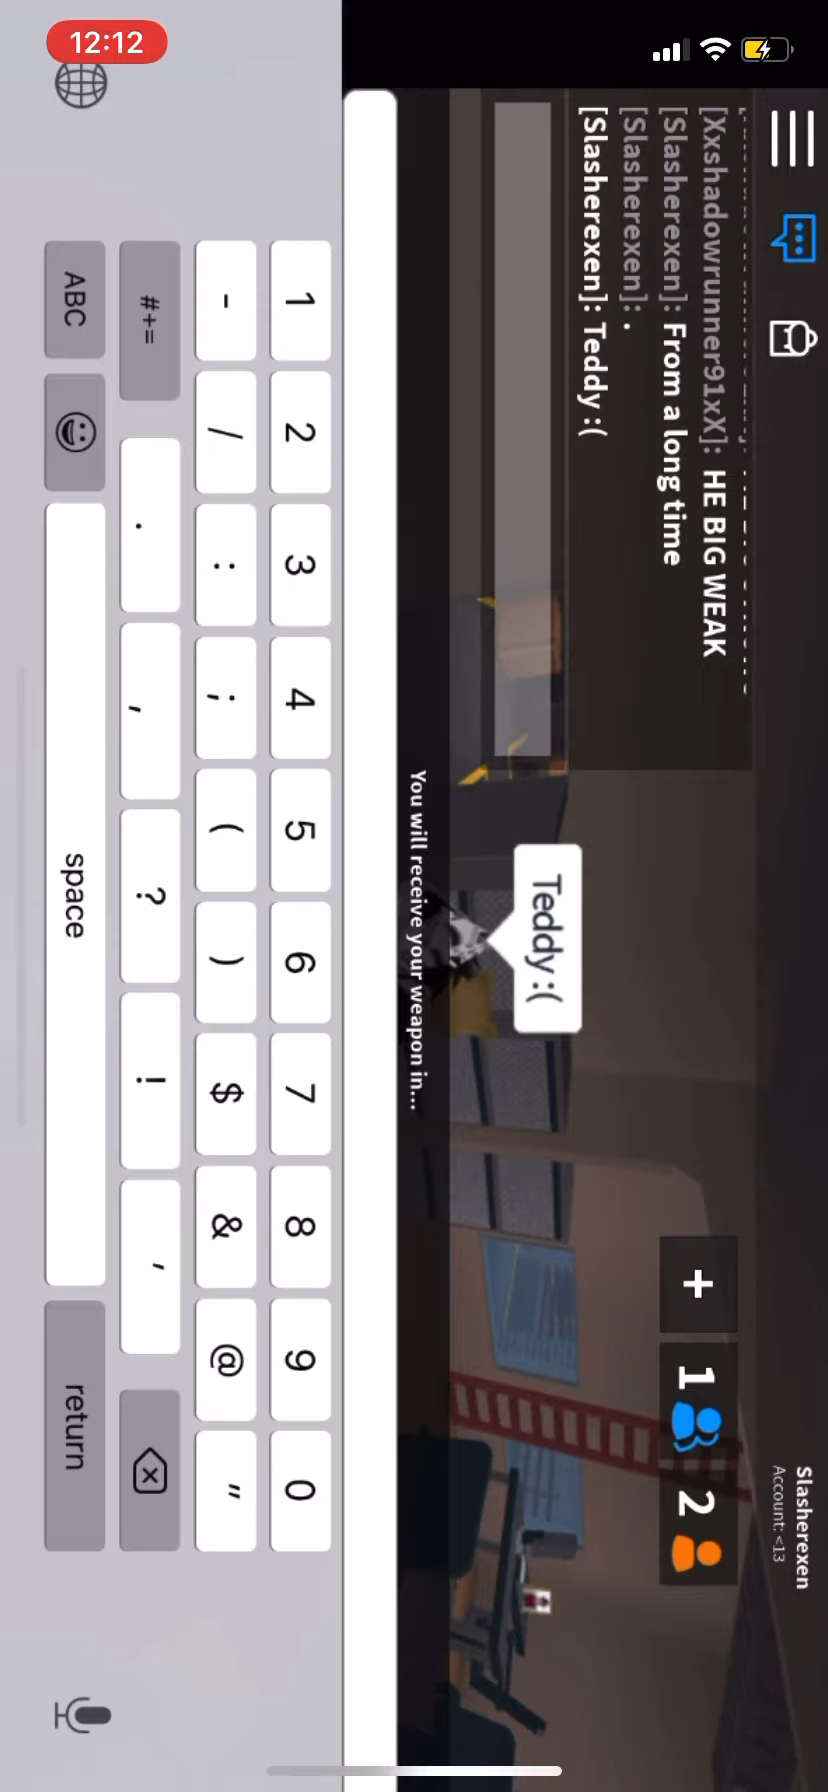 12:12
Slasherexen
Account: <13
[Xxshadowrunner91xX]: HE BIG WEAK
[Slasherexen]: From a long time
[Slasherexen]: .
[Slasherexen]: Teddy :(
+ 1 2
Teddy :(
You will receive your weapon in...
1 2 3 4 5 6 7 8 9 0
- / : ; ( ) $ & @ "
#+= . , ? ! '
ABC space return